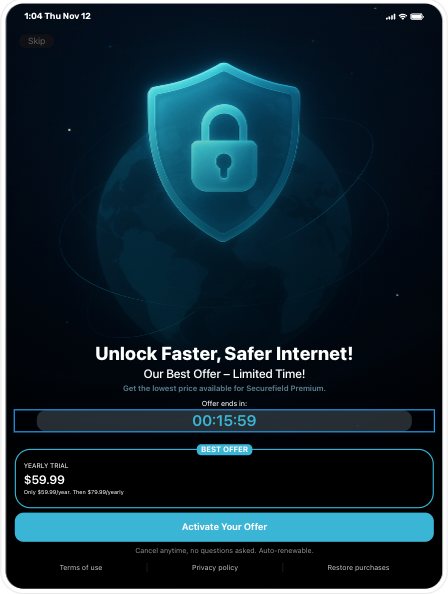 1:04 Thu Nov 12
Skip
Unlock Faster, Safer Internet!
Our Best Offer – Limited Time!
Get the lowest price available for Securefield Premium.
Offer ends in:
00:15:59
BEST OFFER
YEARLY TRIAL
$59.99
Only $59.99/year. Then $79.99/yearly
Activate Your Offer
Cancel anytime, no questions asked. Auto-renewable.
Terms of use
Privacy policy
Restore purchases